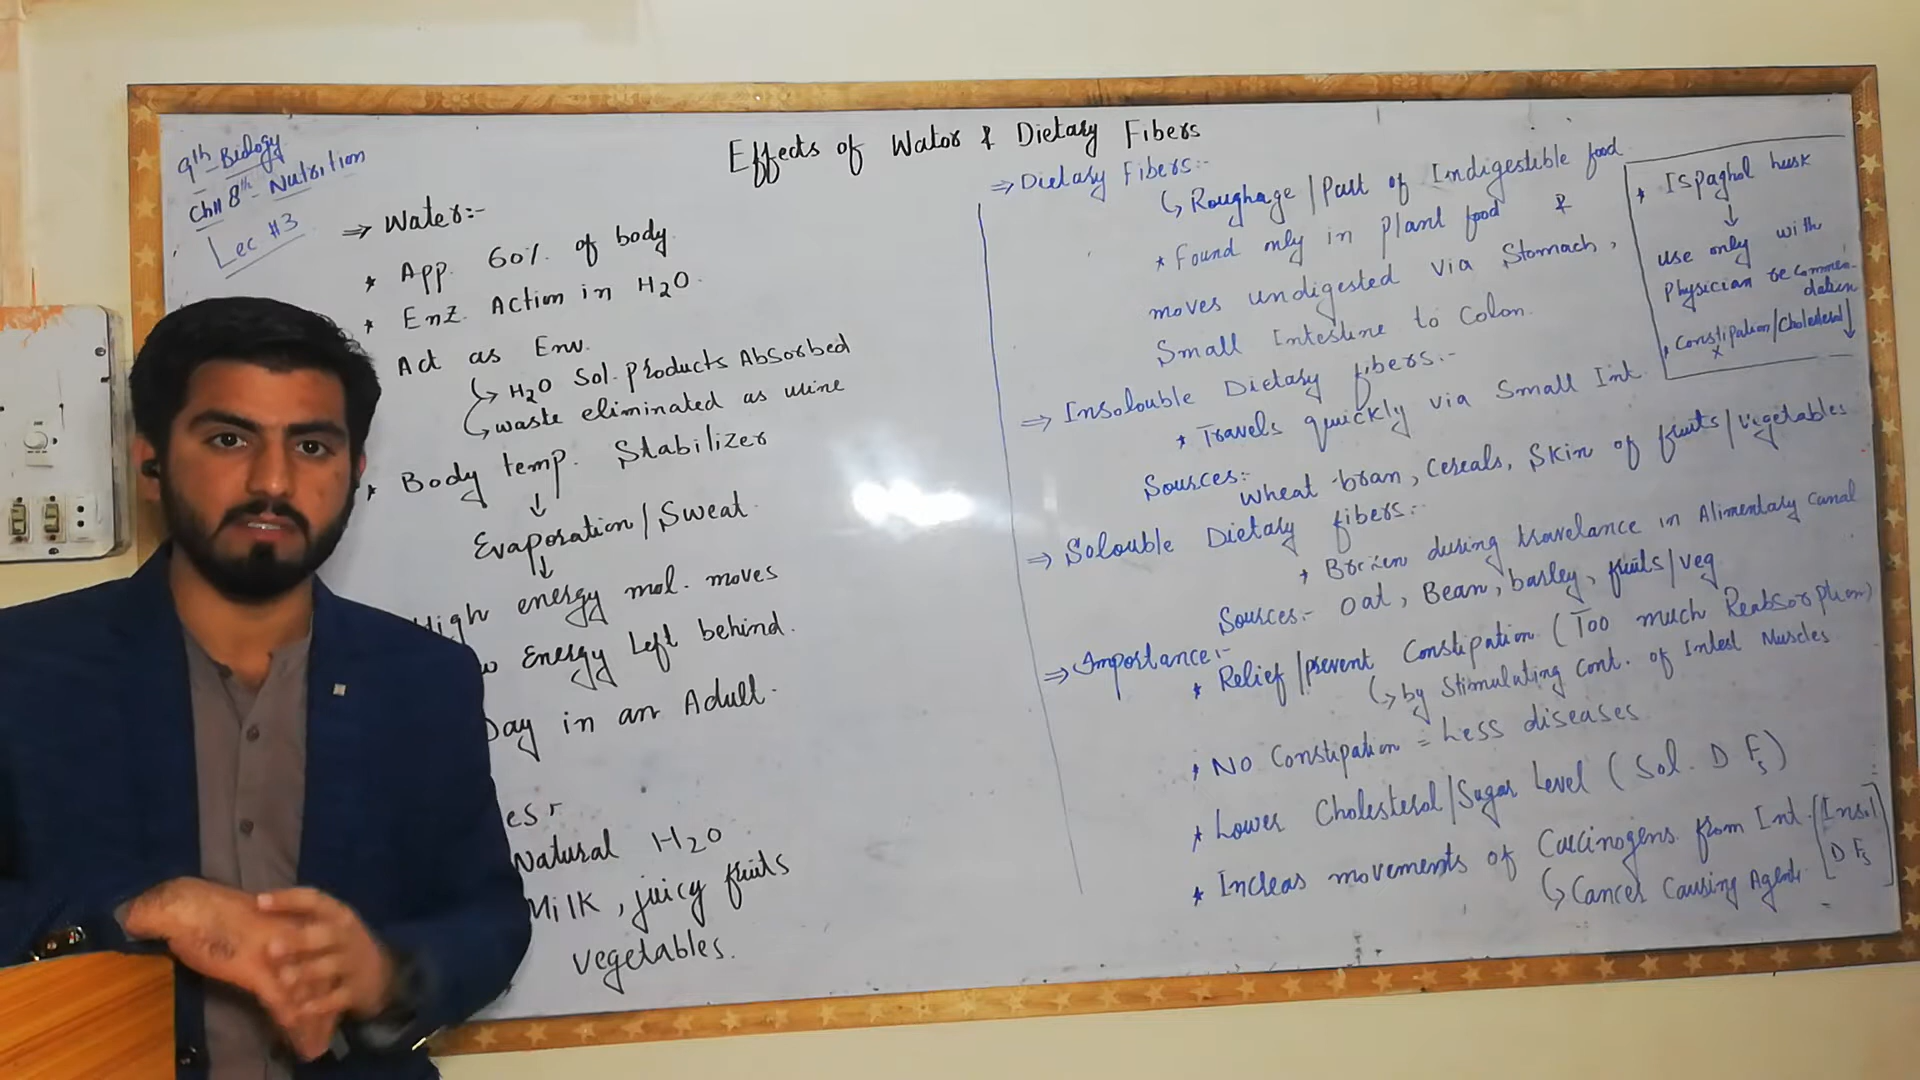 Effects of Water & Dietary Fibers
9th Biology
Ch# 8th Nutrition
Lec #3
⇒ Water:-
* App. 60% of body
* Enz. Action in H2O.
Act as Env.
↳ H2O Sol. products Absorbed
↳ waste eliminated as urine
* Body temp. Stabilizer
↓
Evaporation / Sweat.
↓
High energy mol. moves
Energy Left behind.
Day in an Adult.
Natural H2O
Milk, juicy fruits
vegetables.
⇒ Dietary Fibers:-
↳ Roughage / Part of Indigestible food
* Found only in plant food &
moves undigested via Stomach,
Small Intestine to Colon.
⇒ Insolouble Dietary fibers:-
* Travels quickly via Small Int.
Sources:-
Wheat-bran, Cereals, Skin of fruits/vegetables
⇒ Solouble Dietary fibers:-
* Broken during travelance in Alimentary Canal
Sources:- Oat, Bean, barley, fruits/veg
⇒ Importance:-
* Relief / prevent Constipation (Too much Reabsorption)
↳ by Stimulating Cont. of Intest Muscles
* No Constipation = Less diseases
* Lower Cholesterol/Sugar Level (Sol. D Fs)
* Increas movements of Carcinogens from Int. [Insol D Fs]
↳ Cancer Causing Agents
* Ispaghol husk
↓
use only with
Physician recommen-
dation
* Constipation/Cholesterol ↓
x